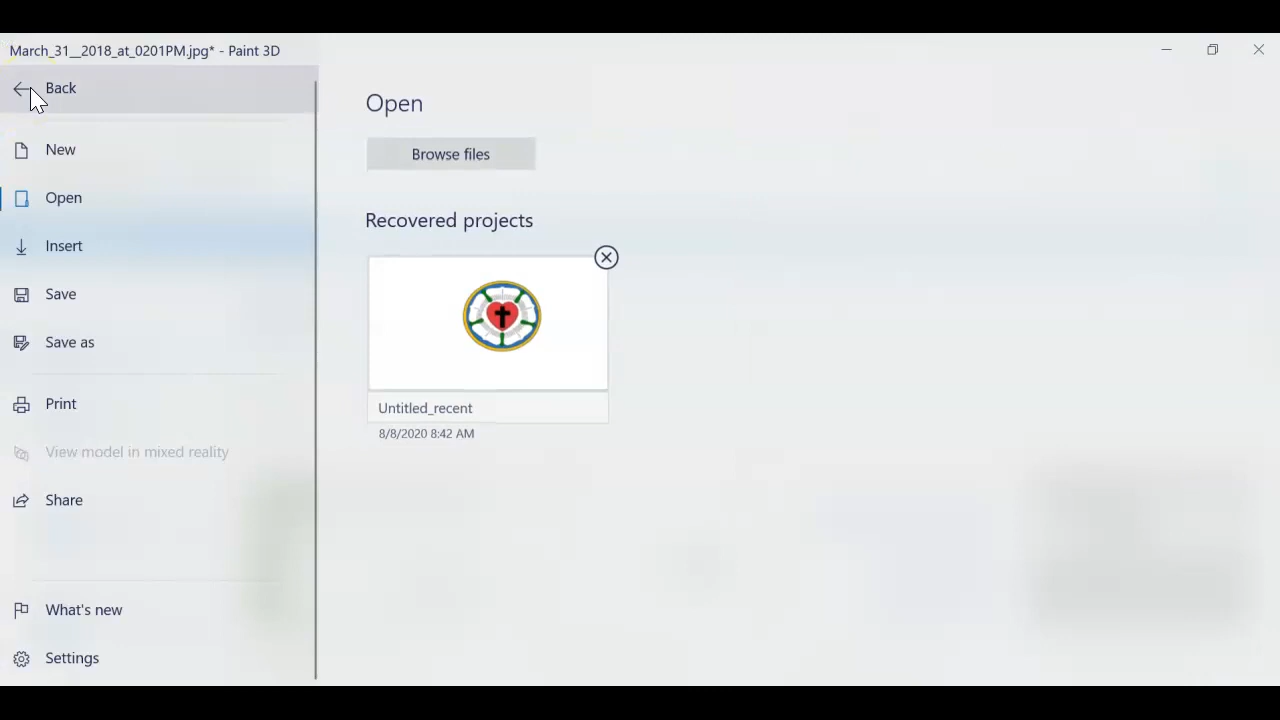 March_31__2018_at_0201PM.jpg* - Paint 3D
Back
New
Open
Insert
Save
Save as
Print
View model in mixed reality
Share
What's new
Settings
Open
Browse files
Recovered projects
Untitled_recent
8/8/2020 8:42 AM